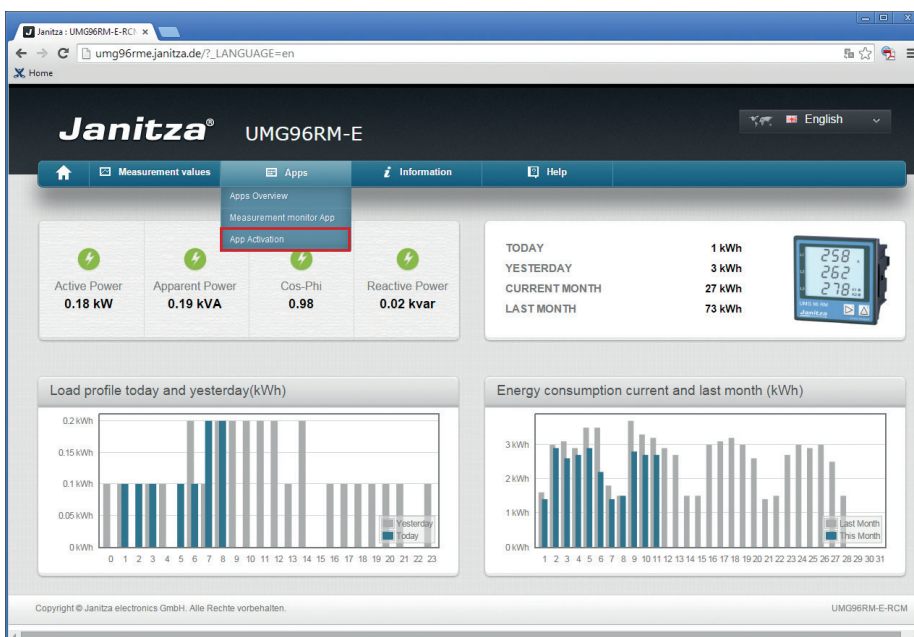 Janitza : UMG96RM-E-RCM
umg96rme.janitza.de/?_LANGUAGE=en
Home
Janitza® UMG96RM-E
English
Measurement values Apps Information Help
Apps Overview
Measurement monitor App
App Activation
Active Power
0.18 kW
Apparent Power
0.19 kVA
Cos-Phi
0.98
Reactive Power
0.02 kvar
TODAY 1 kWh
YESTERDAY 3 kWh
CURRENT MONTH 27 kWh
LAST MONTH 73 kWh
258
262
278
UMG 96 RM
Janitza
Load profile today and yesterday(kWh)
0.2 kWh
0.15 kWh
0.1 kWh
0.05 kWh
0 kWh
0 1 2 3 4 5 6 7 8 9 10 11 12 13 14 15 16 17 18 19 20 21 22 23
Yesterday
Today
Energy consumption current and last month (kWh)
3 kWh
2 kWh
1 kWh
0 kWh
1 2 3 4 5 6 7 8 9 10 11 12 13 14 15 16 17 18 19 20 21 22 23 24 25 26 27 28 29 30 31
Last Month
This Month
Copyright © Janitza electronics GmbH. Alle Rechte vorbehalten.
UMG96RM-E-RCM